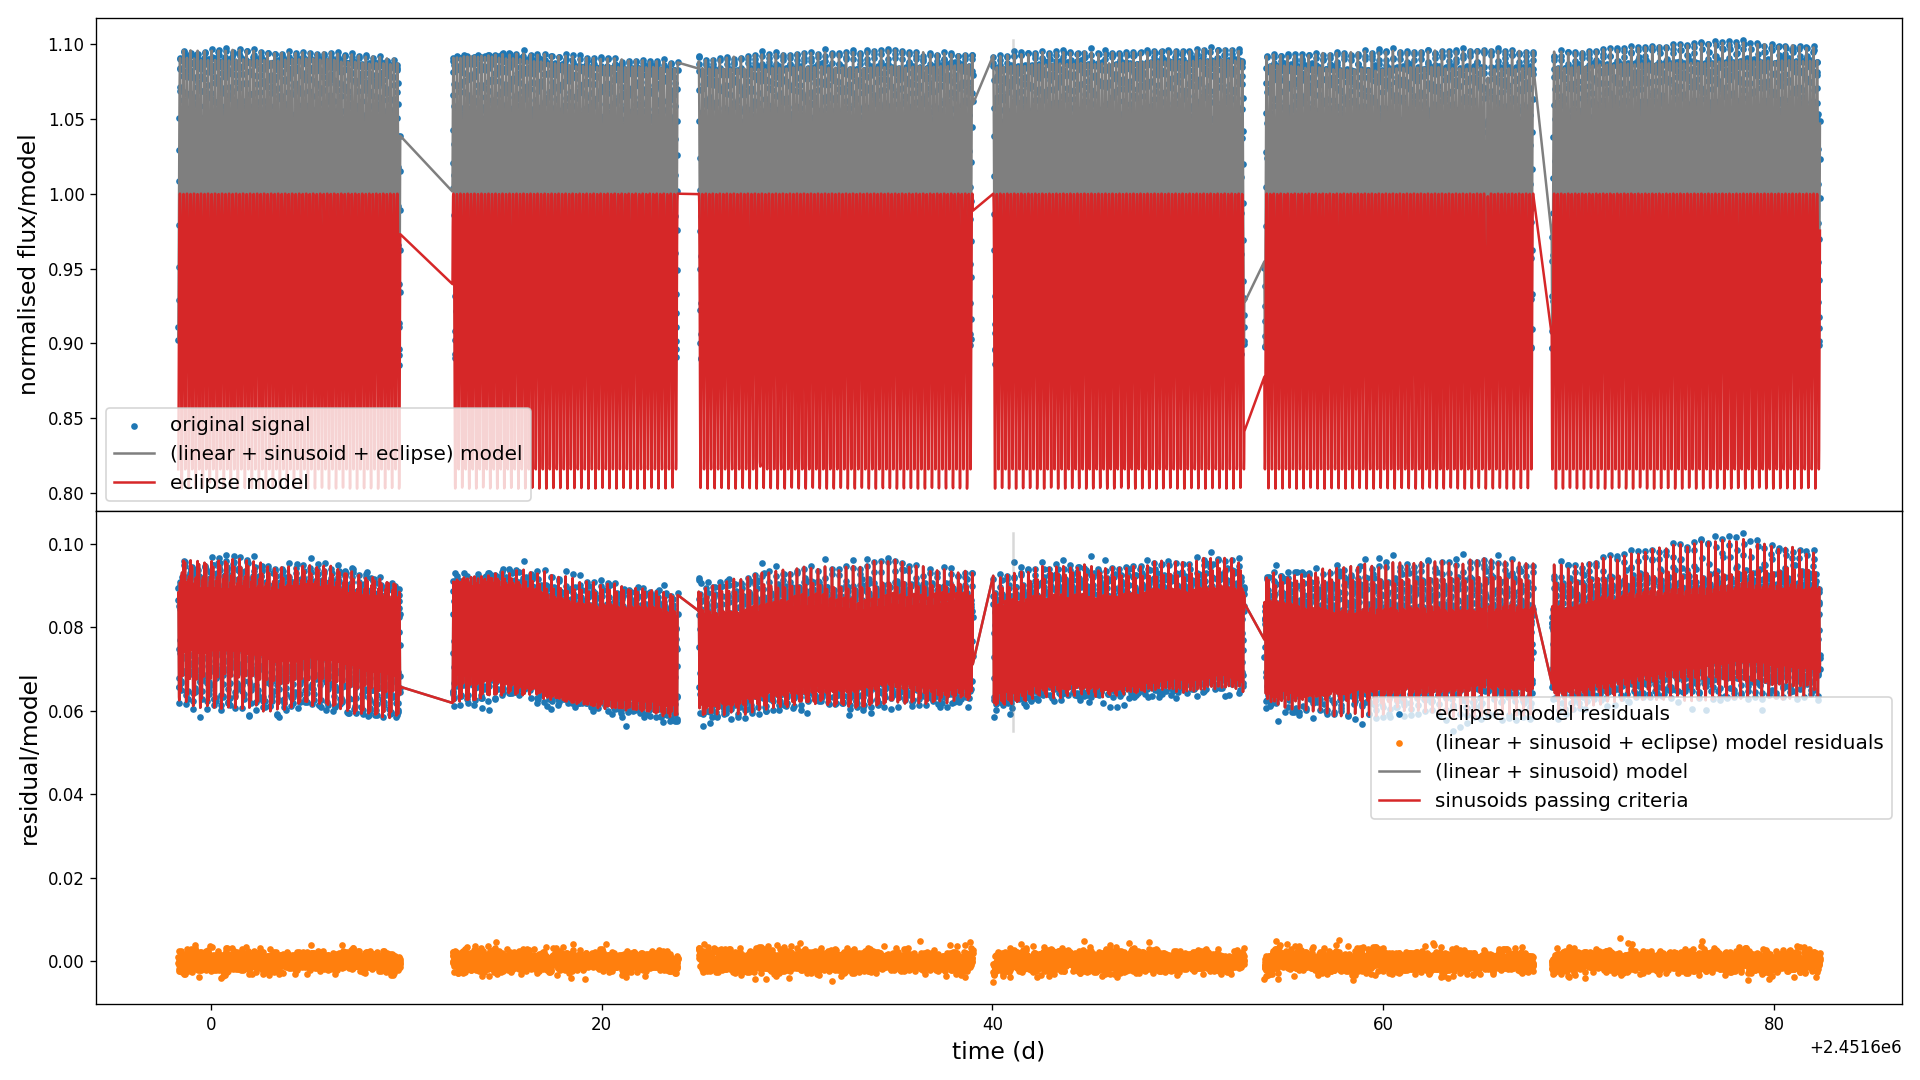 normalised flux/model
1.10
1.05
1.00
0.95
0.90
0.85
0.80
original signal
(linear + sinusoid + eclipse) model
eclipse model
residual/model
0.10
0.08
0.06
0.04
0.02
0.00
eclipse model residuals
(linear + sinusoid + eclipse) model residuals
(linear + sinusoid) model
sinusoids passing criteria
0
20
40
60
80
time (d)
+2.4516e6